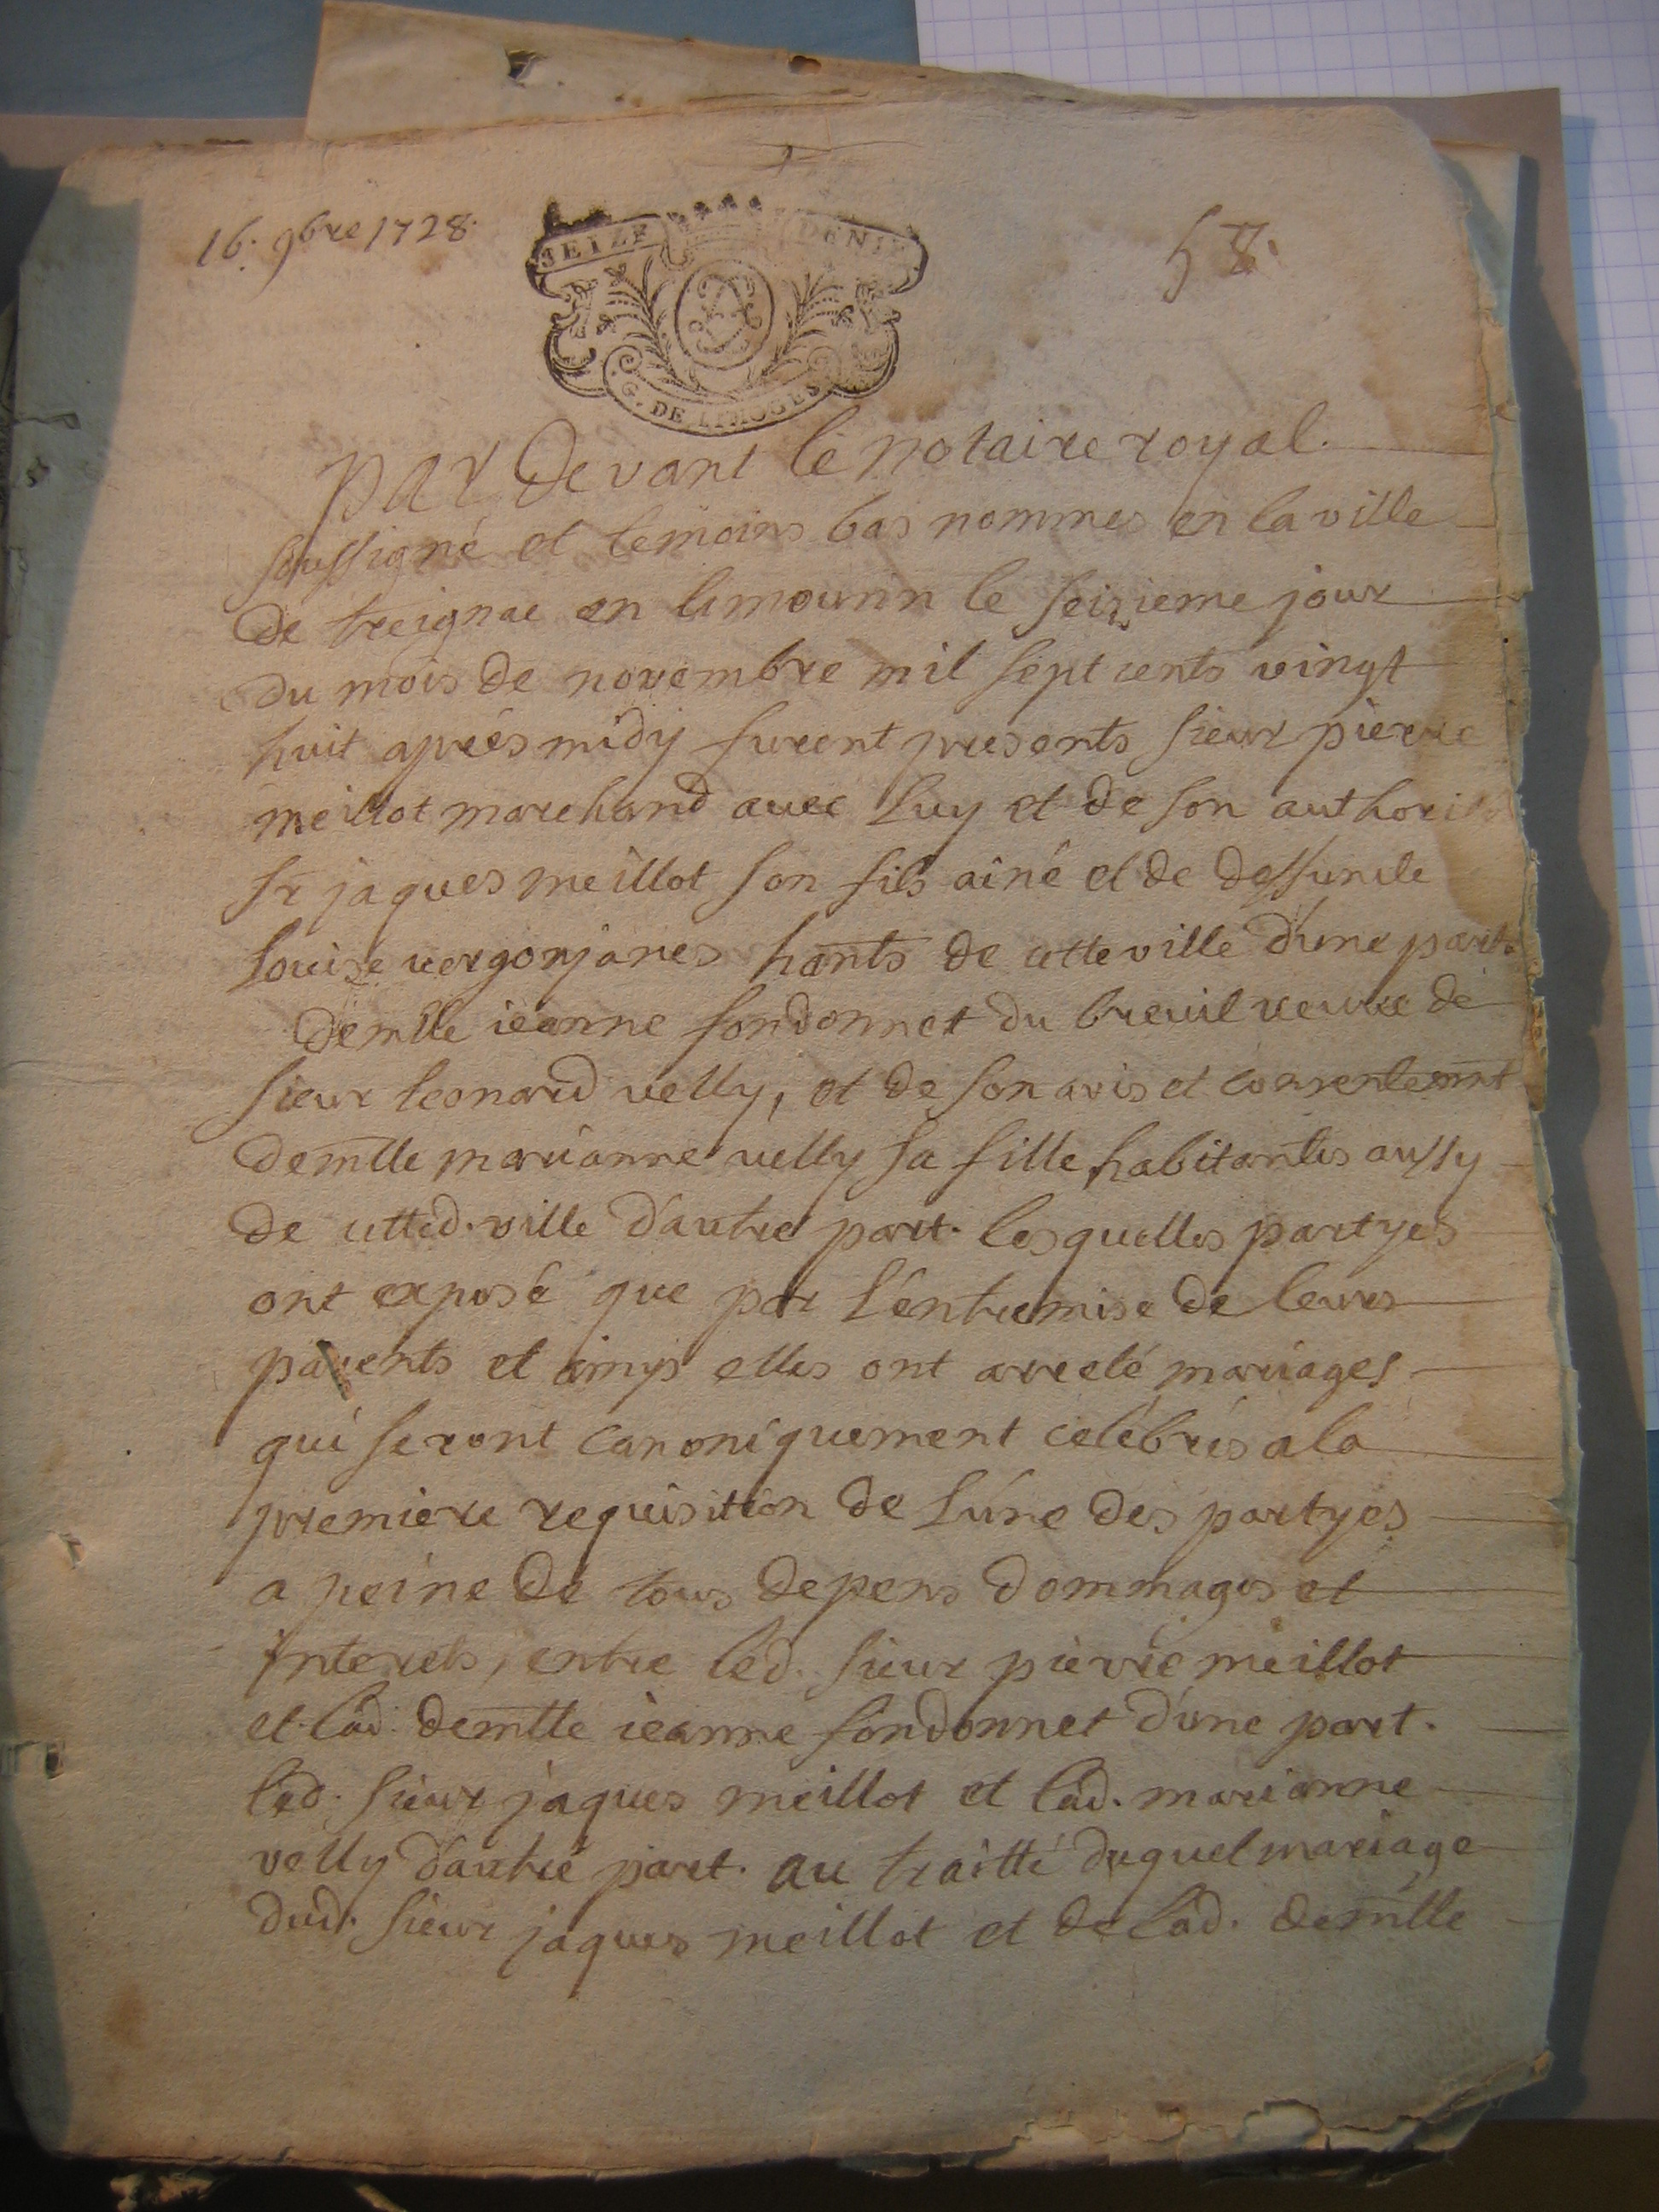 16. 9bre 1728.
58.
SEIZE DENIE
G. DE LIMOGES
PAR Devant le notaire royal.
soussigné et temoins bas nommes en la ville
de treignac en limousin le seizieme jour
du mois de novembre mil sept cents vingt
huit aprés midy furent presents sieur pierre
meillot marchand avec luy et de son authorité
sr jaques meillot son fils aîné et de deffuncte
Louise vergonjanes hants de cette ville d'une part.
demlle ieanne fondonnet du breuil veuve de
sieur leonard velly, et de son avis et consentemnt
demlle marianne velly sa fille habitantes aussy
de cetted. ville d'autre part. lesquelles partyes
ont exposé que par L'entremise de leurs
parents et amys elles ont arreté mariages
qui seront canoniquement celebrés a la
premiere requisition de L'une des partyes
a peine de tous depens dommages et
Interets, entre led. sieur pierre meillot
et lad. demlle ieanne fondonnet d'une part.
led. sieur jaques meillot et lad. marianne
velly d'autre part. au traitté duquel mariage
dud. sieur jaques meillot et de lad. demlle